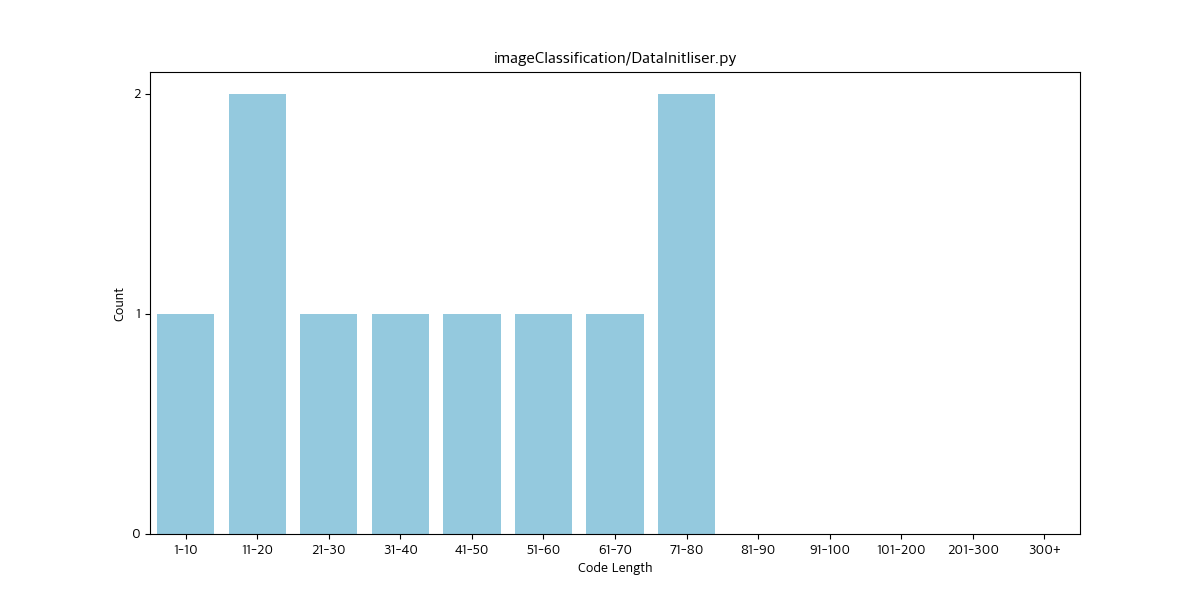 imageClassification/DataInitliser.py
2
1
0
Count
1-10 11-20 21-30 31-40 41-50 51-60 61-70 71-80 81-90 91-100 101-200 201-300 300+
Code Length